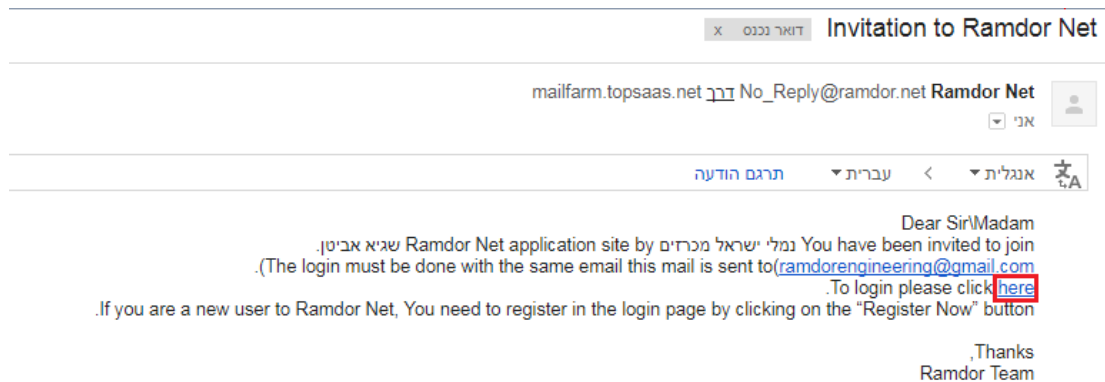 Invitation to Ramdor Net דואר נכנס x
Ramdor Net No_Reply@ramdor.net דרך mailfarm.topsaas.net
אני
אנגלית > עברית תרגם הודעה
Dear Sir\Madam
You have been invited to join נמלי ישראל מכרזים Ramdor Net application site by שגיא אביטן.
(The login must be done with the same email this mail is sent to(ramdorengineering@gmail.com.
To login please click here.
If you are a new user to Ramdor Net, You need to register in the login page by clicking on the “Register Now” button.
Thanks,
Ramdor Team